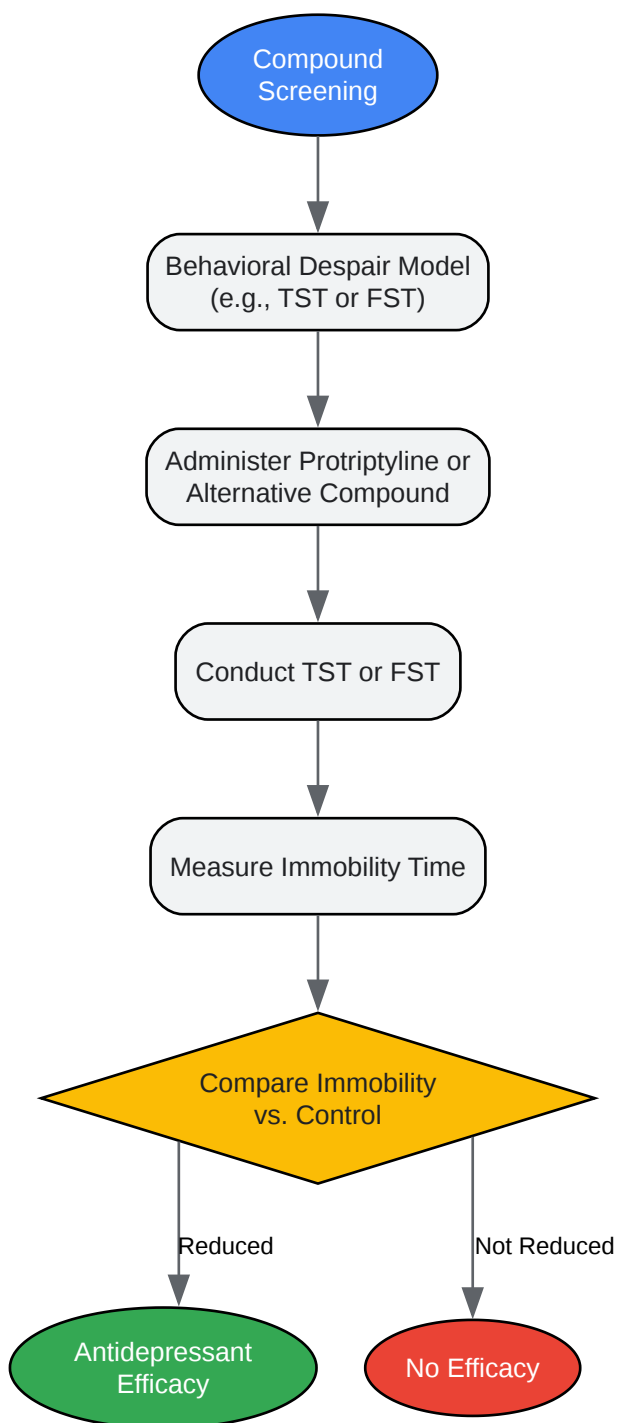 Compound
Screening
Behavioral Despair Model
(e.g., TST or FST)
Administer Protriptyline or
Alternative Compound
Conduct TST or FST
Measure Immobility Time
Compare Immobility
vs. Control
Reduced
Not Reduced
Antidepressant
Efficacy
No Efficacy